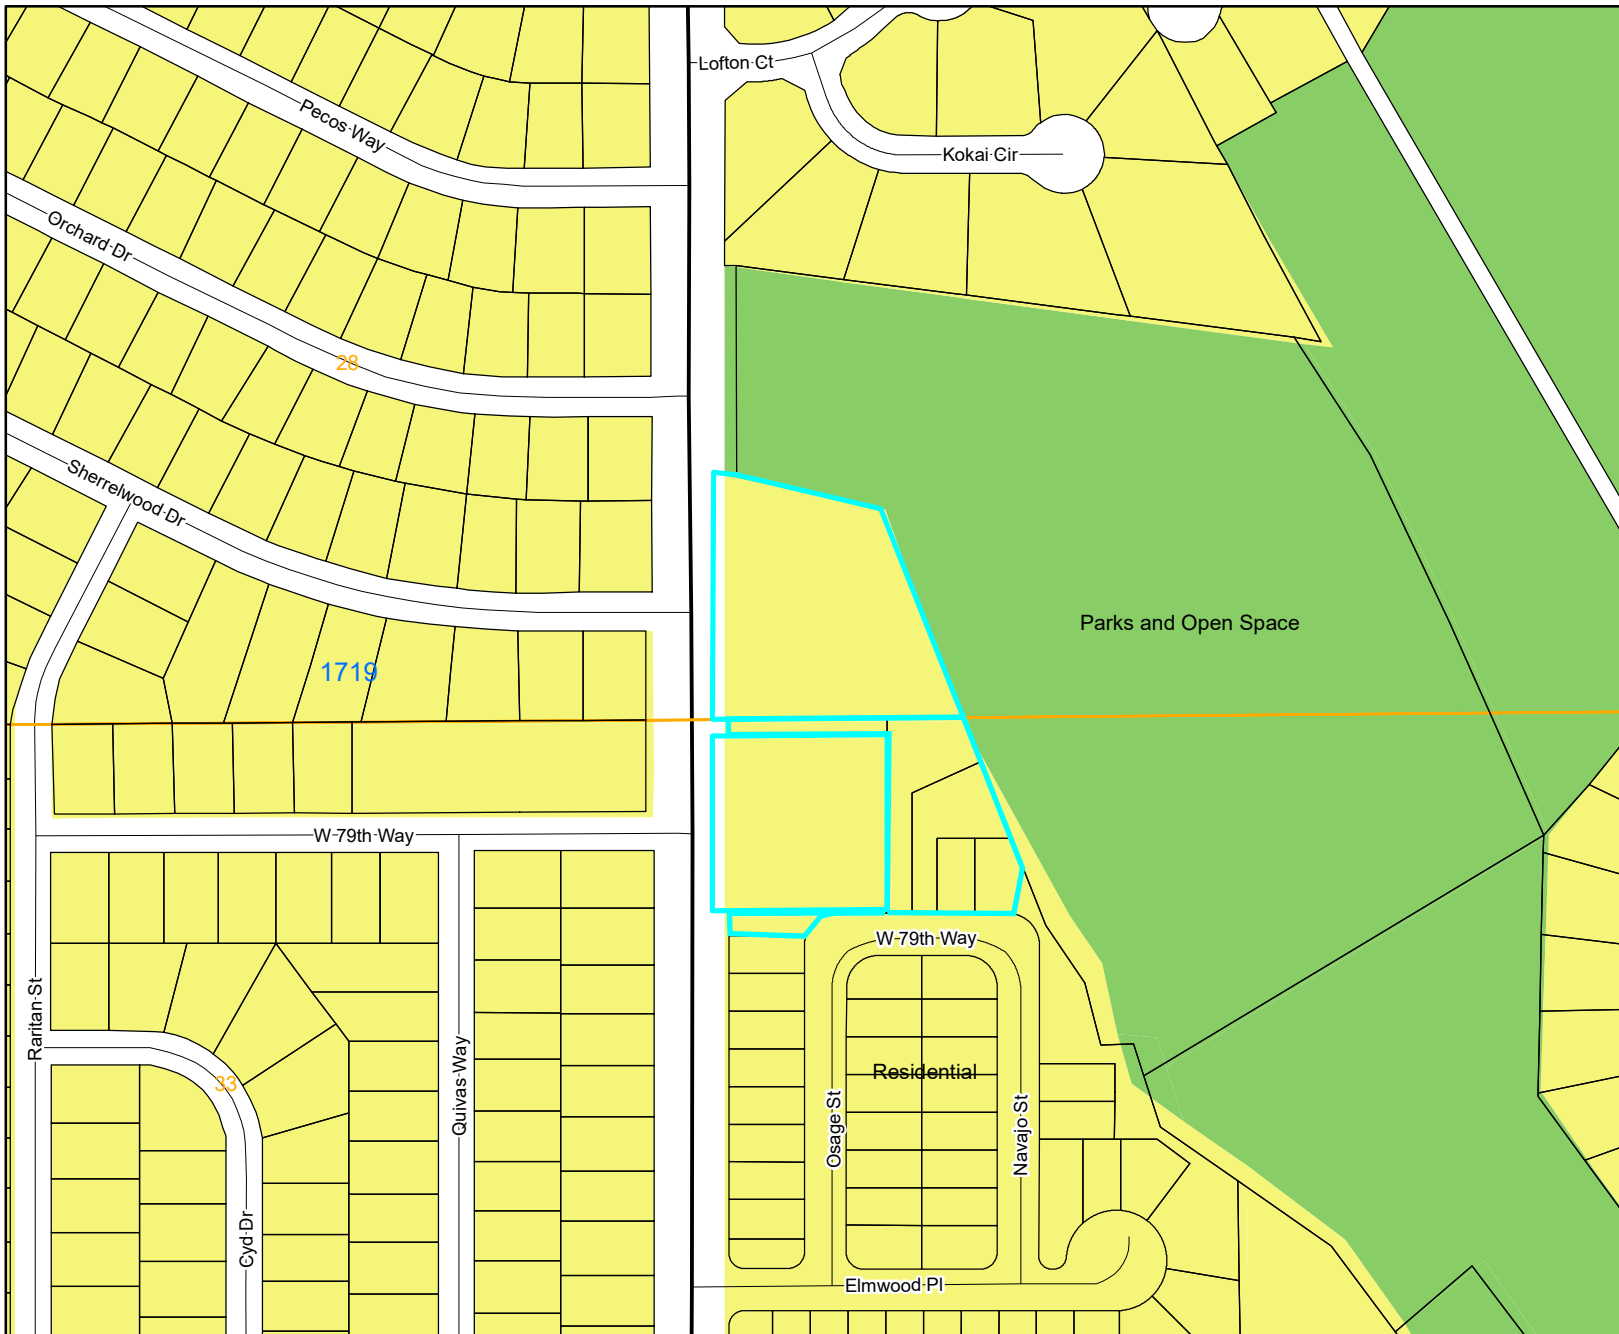 Lofton Ct
Pecos Way
Kokai Cir
Orchard Dr
28
Sherrelwood Dr
Parks and Open Space
1719
W 79th Way
W 79th Way
Raritan St
Residential
33
Quivas Way
Osage St
Navajo St
Cyd Dr
Elmwood Pl